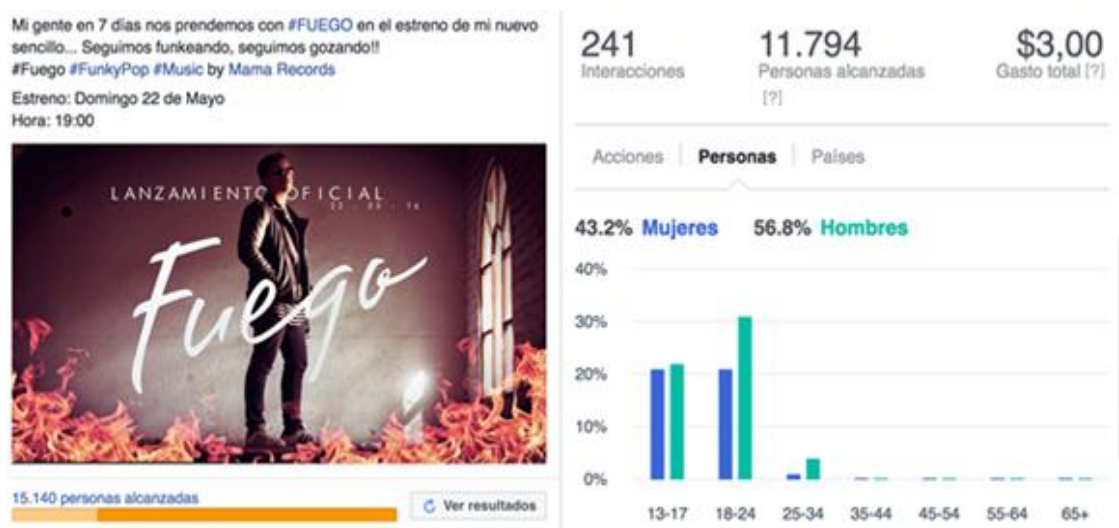 Mi gente en 7 días nos prendemos con #FUEGO en el estreno de mi nuevo
sencillo... Seguimos funkeando, seguimos gozando!!
#Fuego #FunkyPop #Music by Mama Records
Estreno: Domingo 22 de Mayo
Hora: 19:00
LANZAMIENTO OFICIAL
22 - 05 - 16
Fuego
15.140 personas alcanzadas
Ver resultados
241
Interacciones
11.794
Personas alcanzadas
[?]
$3,00
Gasto total [?]
Acciones
Personas
Países
43.2% Mujeres
56.8% Hombres
40%
30%
20%
10%
0%
13-17 18-24 25-34 35-44 45-54 55-64 65+